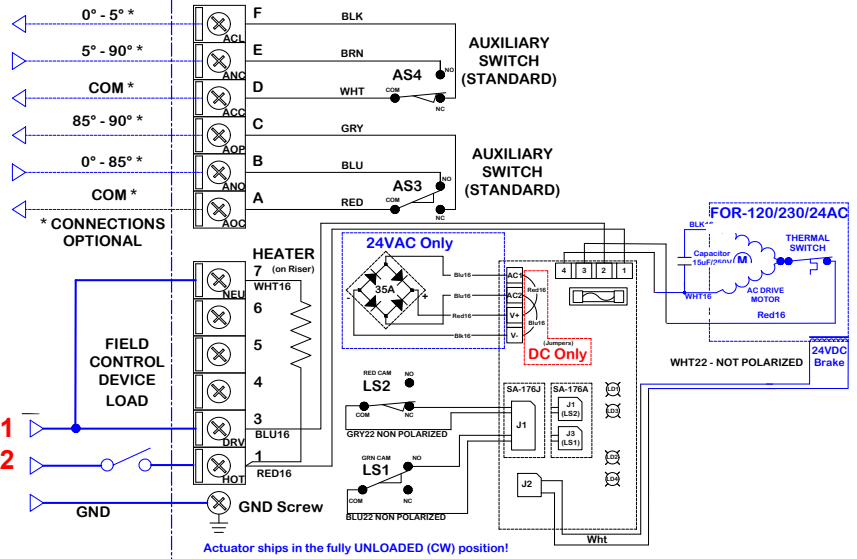 0° - 5° *
5° - 90° *
COM *
85° - 90° *
0° - 85° *
COM *
* CONNECTIONS
OPTIONAL
F
ACL
E
ANC
D
ACC
C
AOP
B
ANO
A
AOC
BLK
BRN
WHT
GRY
BLU
RED
AS4
COM
NO
NC
AUXILIARY
SWITCH
(STANDARD)
AS3
COM
NO
NC
AUXILIARY
SWITCH
(STANDARD)
HEATER
(on Riser)
7
WHT16
NEU
6
5
4
3
BLU16
DRV
1
RED16
HOT
FIELD
CONTROL
DEVICE
LOAD
1
2
GND
GND Screw
24VAC Only
35A
-
+
Blu16
Blu16
Red16
Blk16
AC1
AC2
V+
V-
Red16
Blu16
(Jumpers)
DC Only
4 3 2 1
RED CAM
LS2
NO
COM
NC
GRY22 NON POLARIZED
GRN CAM
LS1
NO
COM
NC
BLU22 NON POLARIZED
SA-176J
J1
SA-176A
J1
(LS2)
J3
(LS1)
LD1
LD3
LD2
LD4
J2
Wht
FOR-120/230/24AC
BLK16
Capacitor
15uF/250V
M
THERMAL
SWITCH
AC DRIVE
MOTOR
WHT16
Red16
WHT22 - NOT POLARIZED
24VDC
Brake
Actuator ships in the fully UNLOADED (CW) position!